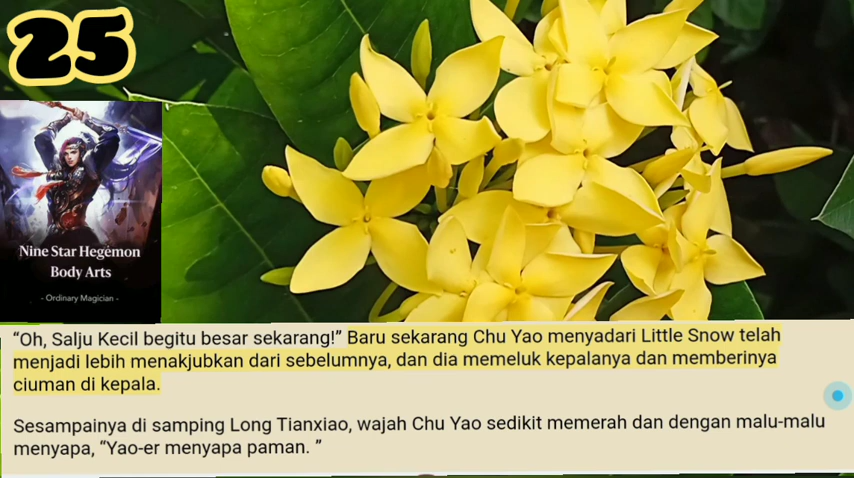 25
Nine Star Hegemon
Body Arts
- Ordinary Magician -
“Oh, Salju Kecil begitu besar sekarang!” Baru sekarang Chu Yao menyadari Little Snow telah
menjadi lebih menakjubkan dari sebelumnya, dan dia memeluk kepalanya dan memberinya
ciuman di kepala.
Sesampainya di samping Long Tianxiao, wajah Chu Yao sedikit memerah dan dengan malu-malu
menyapa, “Yao-er menyapa paman. ”